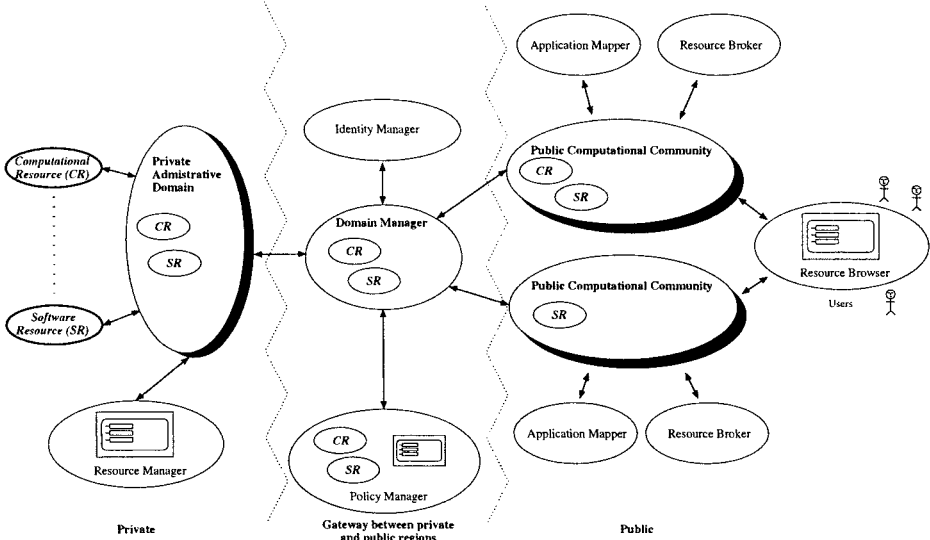 Application Mapper
Resource Broker
Identity Manager
Computational
Resource (CR)
Private
Admistrative
Domain
CR
SR
Public Computational Community
CR
SR
Domain Manager
CR
SR
Resource Browser
Users
Public Computational Community
SR
Software
Resource (SR)
Resource Manager
CR
SR
Policy Manager
Application Mapper
Resource Broker
Private
Gateway between private
and public regions
Public